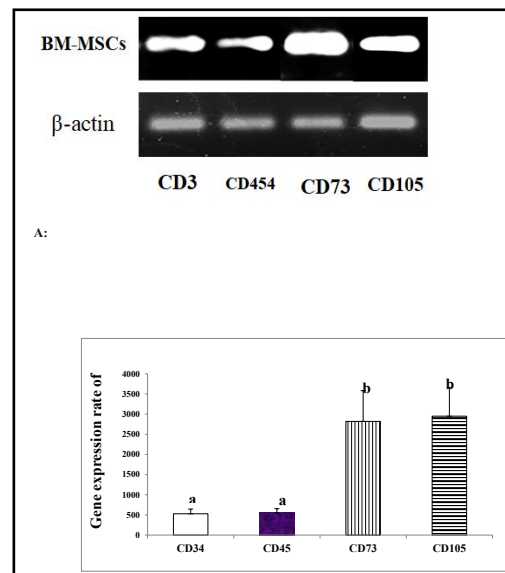 BM-MSCs
β-actin
CD3 CD454 CD73 CD105
A:
Gene expression rate of
4000
3500
3000
2500
2000
1500
1000
500
0
a a b b
CD34 CD45 CD73 CD105